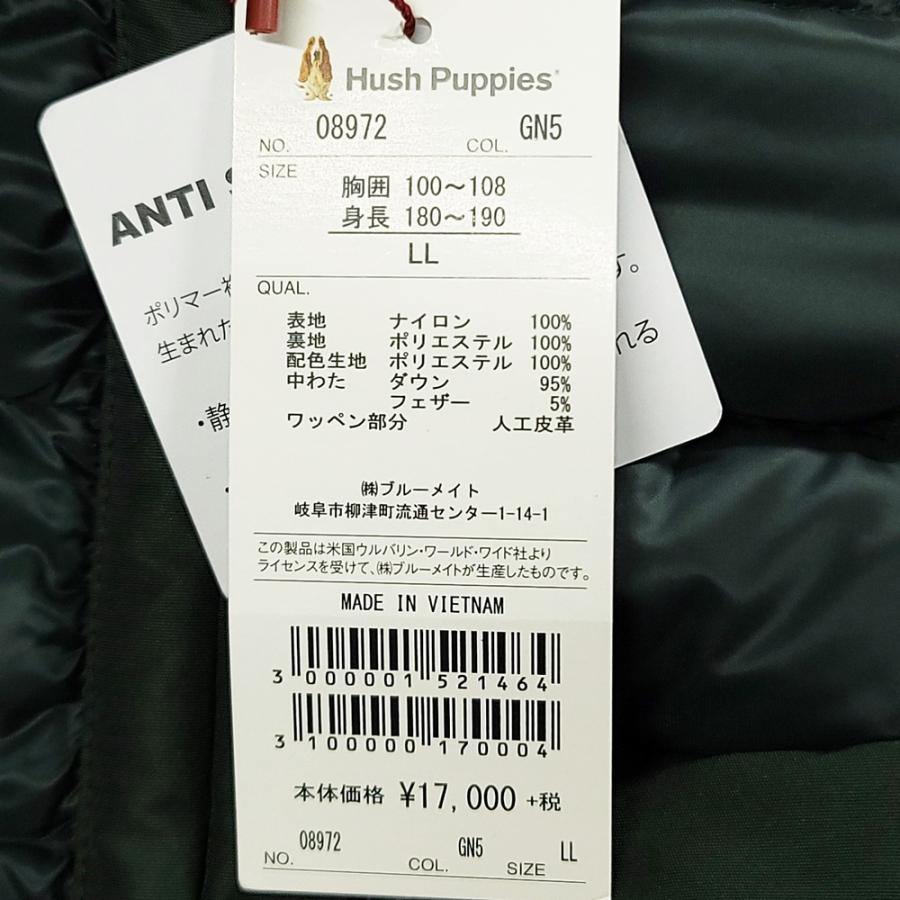 Hush Puppies
NO. 08972 COL. GN5
SIZE
胸囲 100～108
身長 180～190
LL
QUAL.
表地 ナイロン 100%
裏地 ポリエステル 100%
配色生地 ポリエステル 100%
中わた ダウン 95%
フェザー 5%
ワッペン部分 人工皮革
㈱ブルーメイト
岐阜市柳津町流通センター1-14-1
この製品は米国ウルバリン・ワールド・ワイド社より
ライセンスを受けて、㈱ブルーメイトが生産したものです。
MADE IN VIETNAM
3 000001 521464
3 100000 170004
本体価格 ¥17,000 +税
NO. 08972 COL. GN5 SIZE LL
ANTI
ポリマー
生まれた
・静
す。
れる